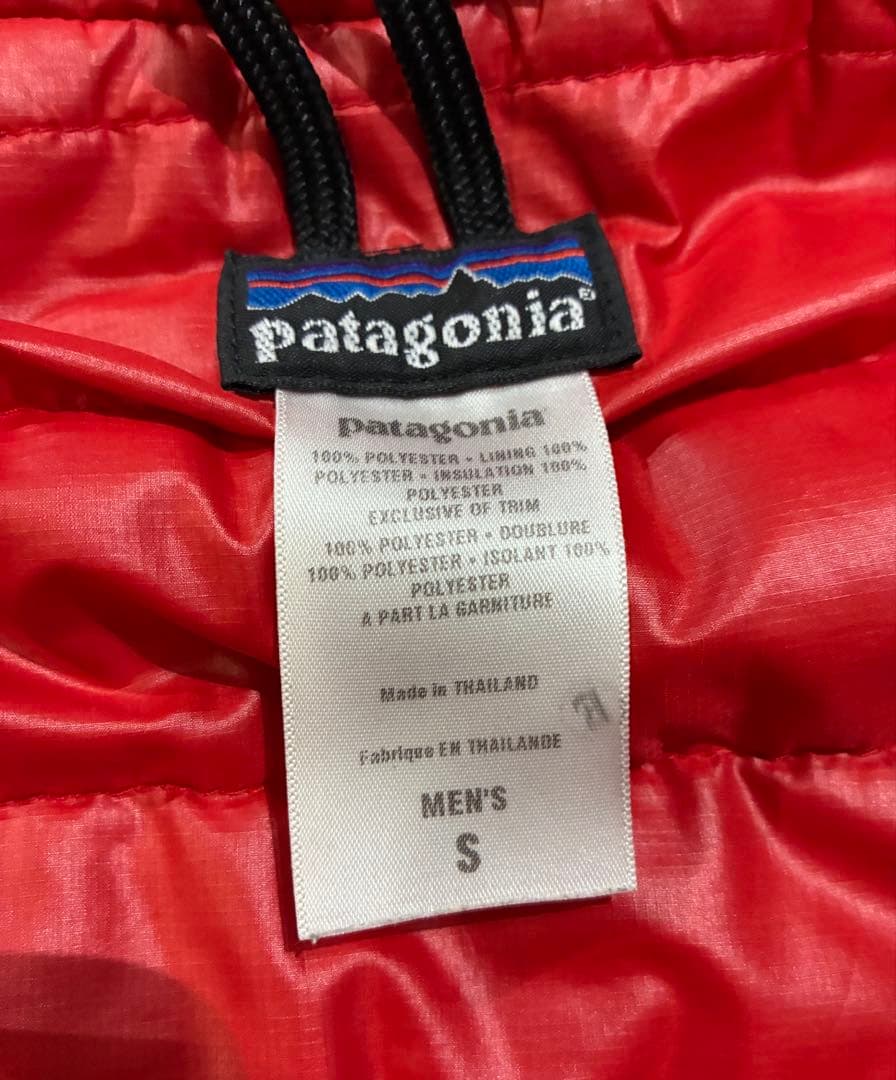 patagonia®
patagonia
100% POLYESTER - LINING 100%
POLYESTER - INSULATION 100%
POLYESTER
EXCLUSIVE OF TRIM
100% POLYESTER - DOUBLURE
100% POLYESTER - ISOLANT 100%
POLYESTER
A PART LA GARNITURE
Made in THAILAND
Fabrique EN THAILANDE
MEN'S
S